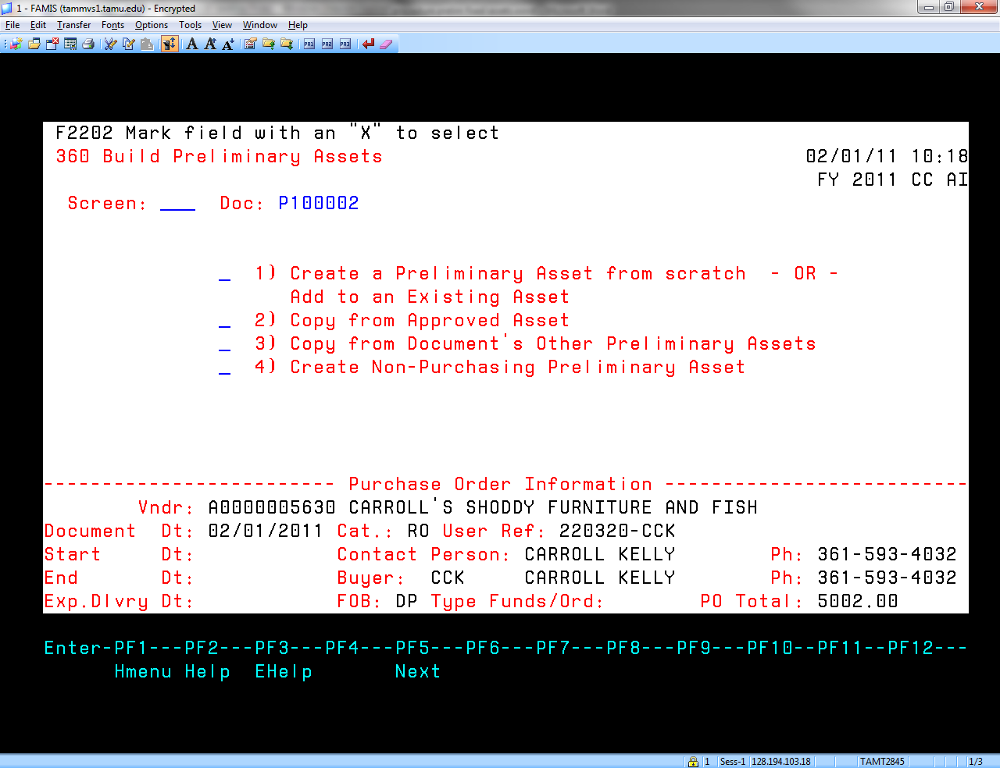 1 - FAMIS (tammvs1.tamu.edu) - Encrypted
File Edit Transfer Fonts Options Tools View Window Help
PA1 PA2 PA3
F2202 Mark field with an "X" to select
360 Build Preliminary Assets 02/01/11 10:18
FY 2011 CC AI
Screen: ___ Doc: P100002
_ 1) Create a Preliminary Asset from scratch - OR -
Add to an Existing Asset
_ 2) Copy from Approved Asset
_ 3) Copy from Document's Other Preliminary Assets
_ 4) Create Non-Purchasing Preliminary Asset
------------------------- Purchase Order Information --------------------------
Vndr: A0000005630 CARROLL'S SHODDY FURNITURE AND FISH
Document Dt: 02/01/2011 Cat.: RO User Ref: 220320-CCK
Start Dt: Contact Person: CARROLL KELLY Ph: 361-593-4032
End Dt: Buyer: CCK CARROLL KELLY Ph: 361-593-4032
Exp.Dlvry Dt: FOB: DP Type Funds/Ord: PO Total: 5002.00
Enter-PF1---PF2---PF3---PF4---PF5---PF6---PF7---PF8---PF9---PF10--PF11--PF12---
Hmenu Help EHelp Next
1 Sess-1 128.194.103.18 TAMT2845 1/3